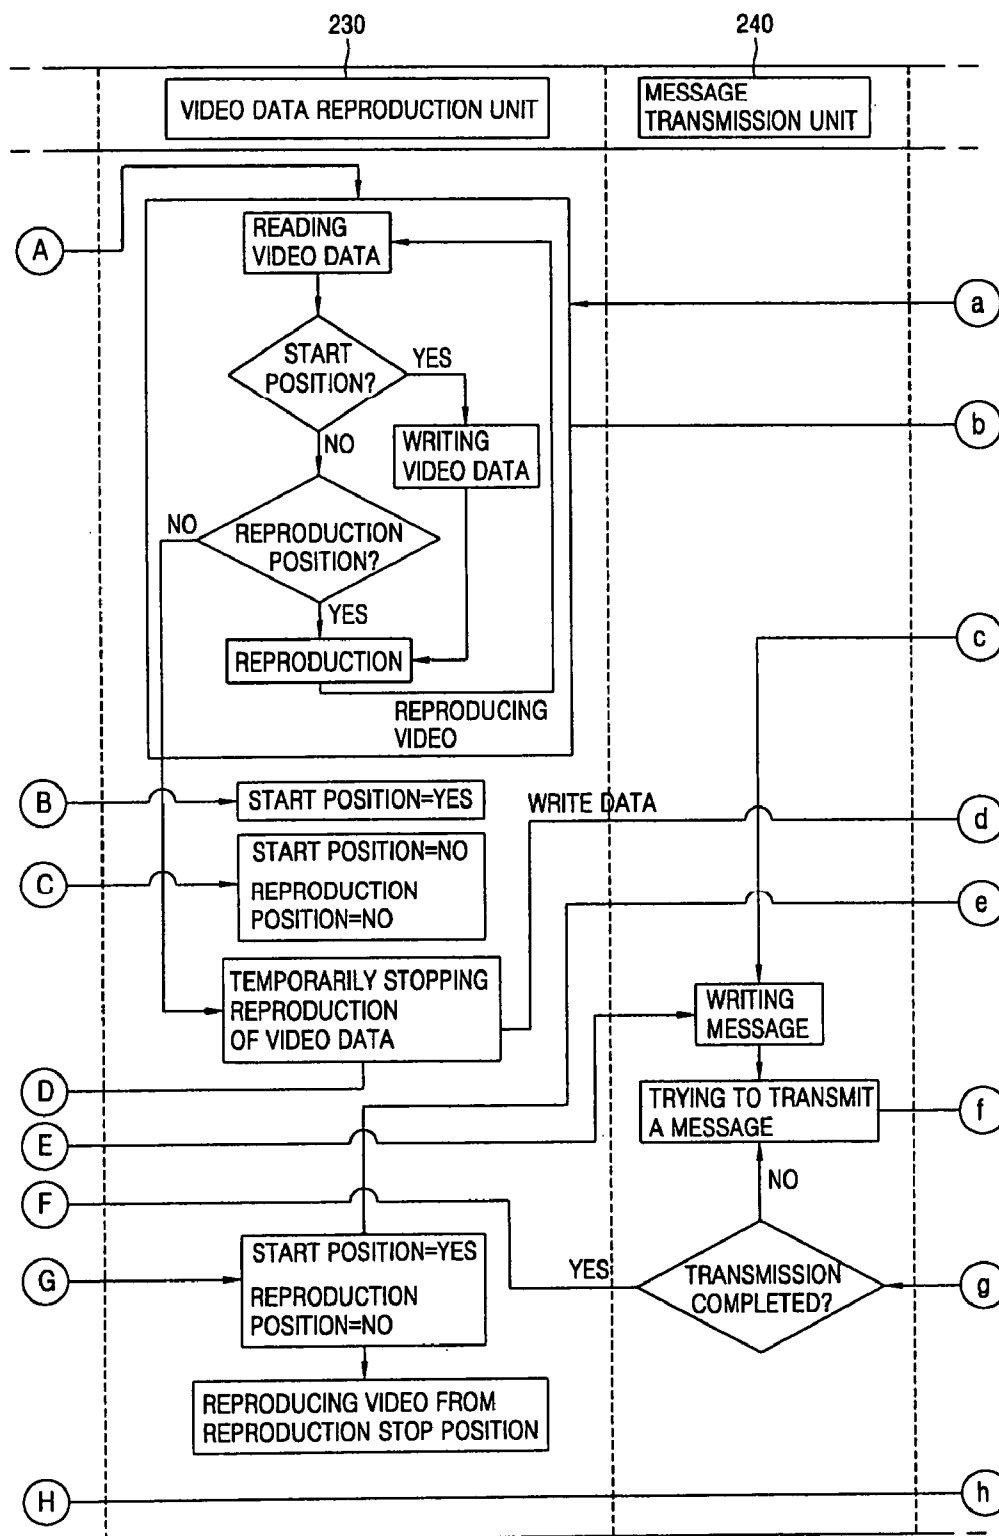 230
240
VIDEO DATA REPRODUCTION UNIT
MESSAGE
TRANSMISSION UNIT
A
READING
VIDEO DATA
a
START
POSITION?
YES
b
NO
WRITING
VIDEO DATA
NO
REPRODUCTION
POSITION?
YES
c
REPRODUCTION
REPRODUCING
VIDEO
B
START POSITION=YES
WRITE DATA
d
C
START POSITION=NO
REPRODUCTION
POSITION=NO
e
TEMPORARILY STOPPING
REPRODUCTION
OF VIDEO DATA
WRITING
MESSAGE
D
TRYING TO TRANSMIT
A MESSAGE
f
E
NO
F
START POSITION=YES
REPRODUCTION
POSITION=NO
G
YES
TRANSMISSION
COMPLETED?
g
REPRODUCING VIDEO FROM
REPRODUCTION STOP POSITION
H
h